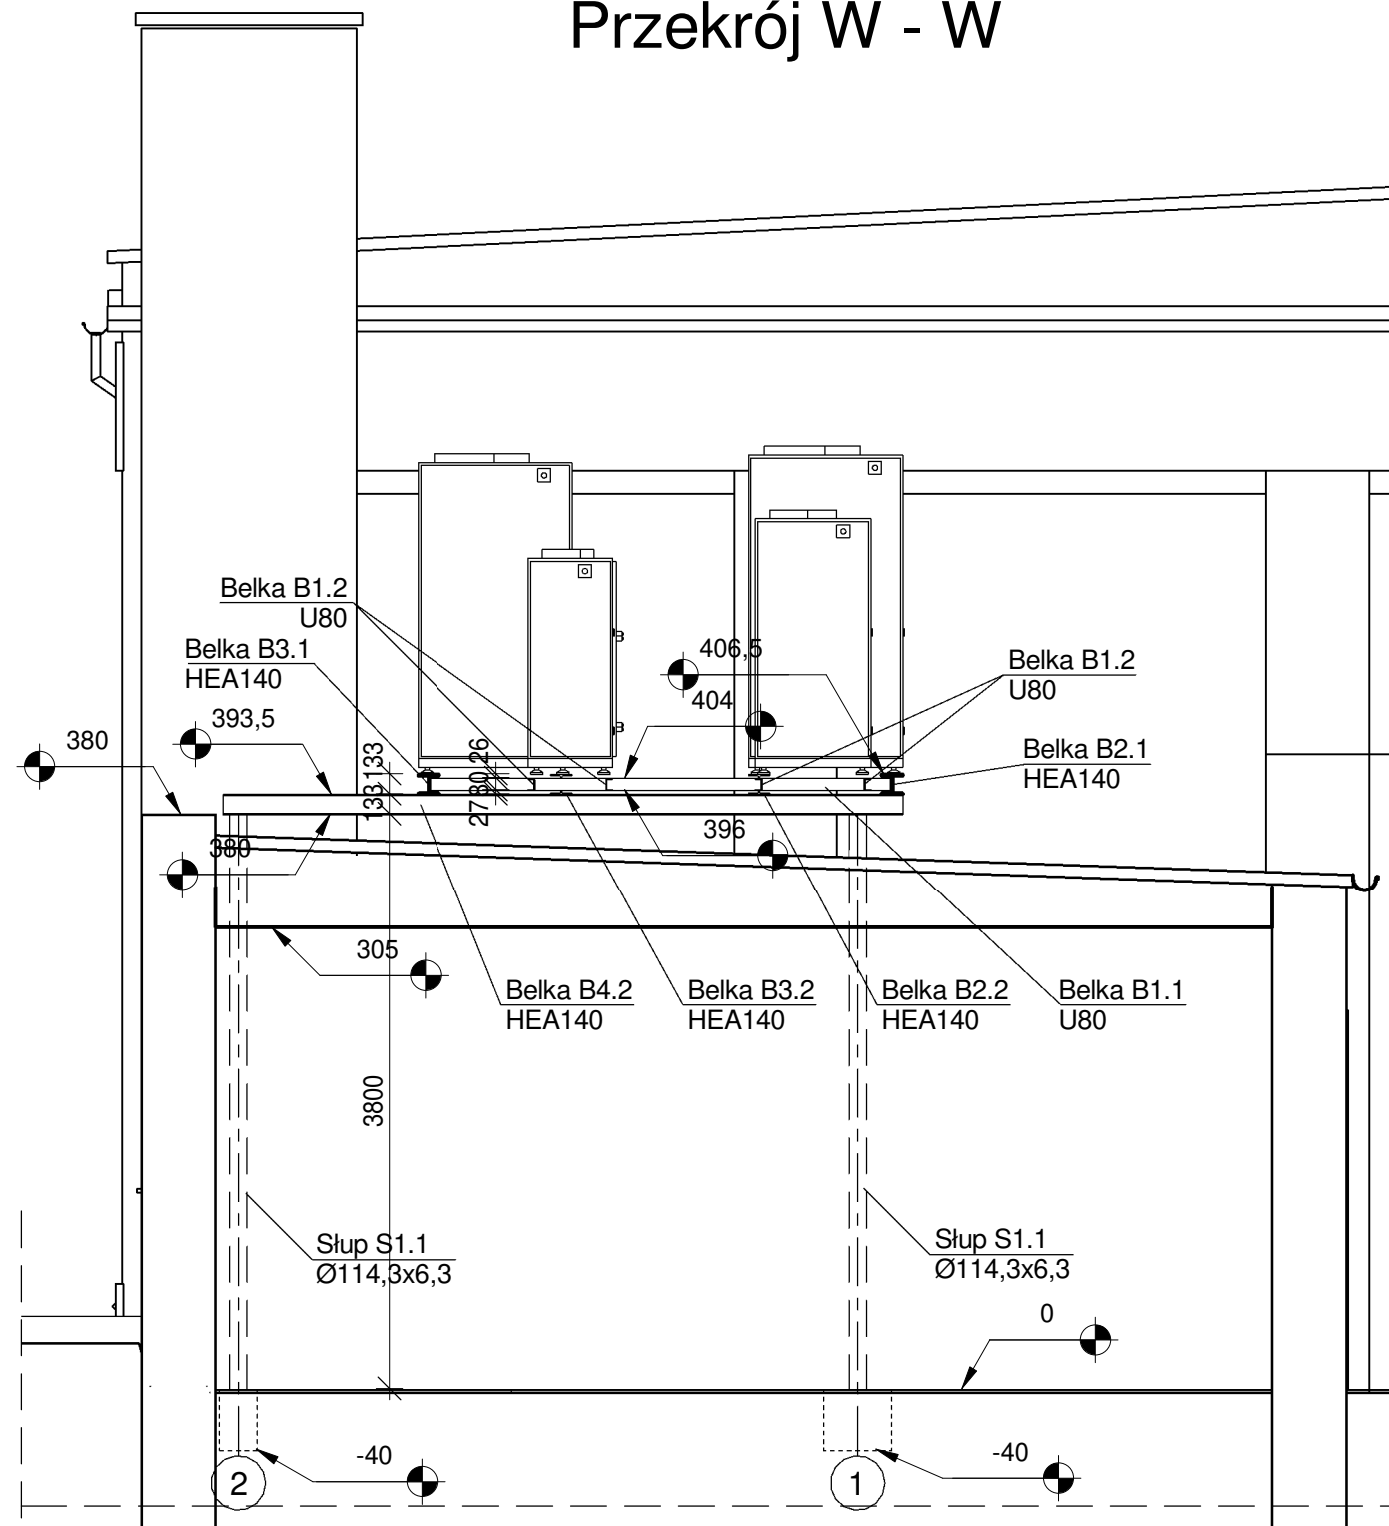 Przekrój W - W
Belka B1.2
U80
Belka B3.1
HEA140
406,5
Belka B1.2
U80
404
393,5
380
Belka B2.1
HEA140
133
26
80
133
27
396
380
305
Belka B4.2
HEA140
Belka B3.2
HEA140
Belka B2.2
HEA140
Belka B1.1
U80
3800
Słup S1.1
Ø114,3x6,3
Słup S1.1
Ø114,3x6,3
0
-40
-40
2
1